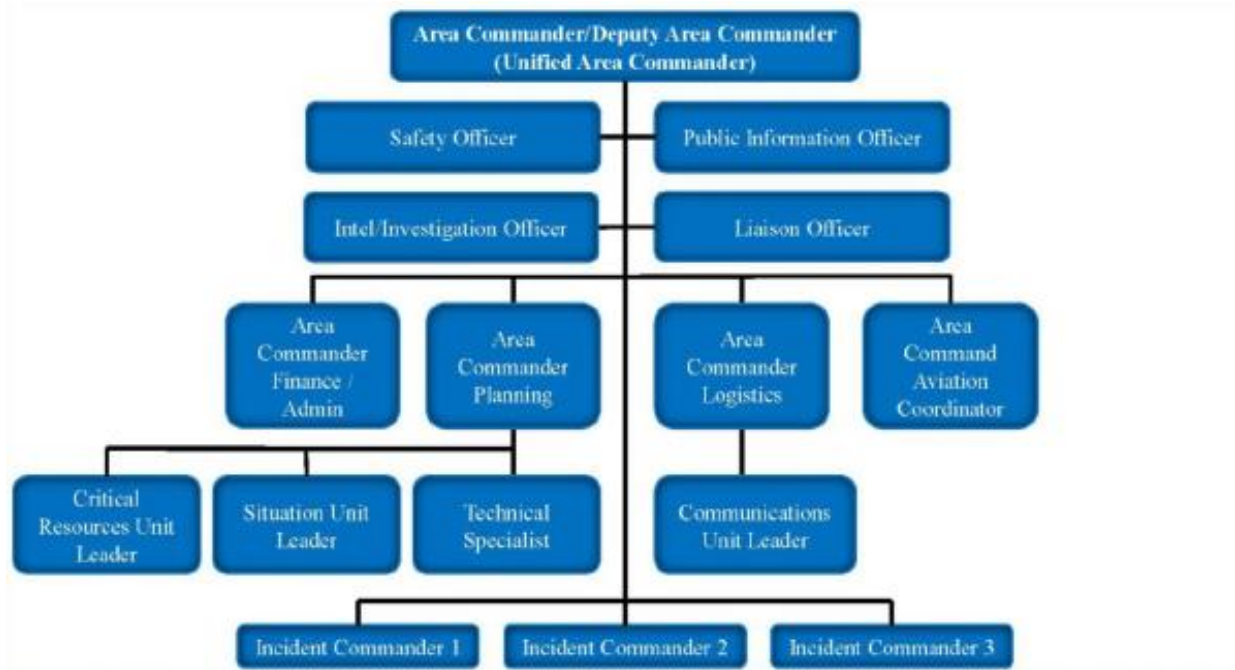 Area Commander/Deputy Area Commander
(Unified Area Commander)
Safety Officer
Public Information Officer
Intel/Investigation Officer
Liaison Officer
Area
Commander
Finance /
Admin
Area
Commander
Planning
Area
Commander
Logistics
Area
Command
Aviation
Coordinator
Critical
Resources Unit
Leader
Situation Unit
Leader
Technical
Specialist
Communications
Unit Leader
Incident Commander 1
Incident Commander 2
Incident Commander 3